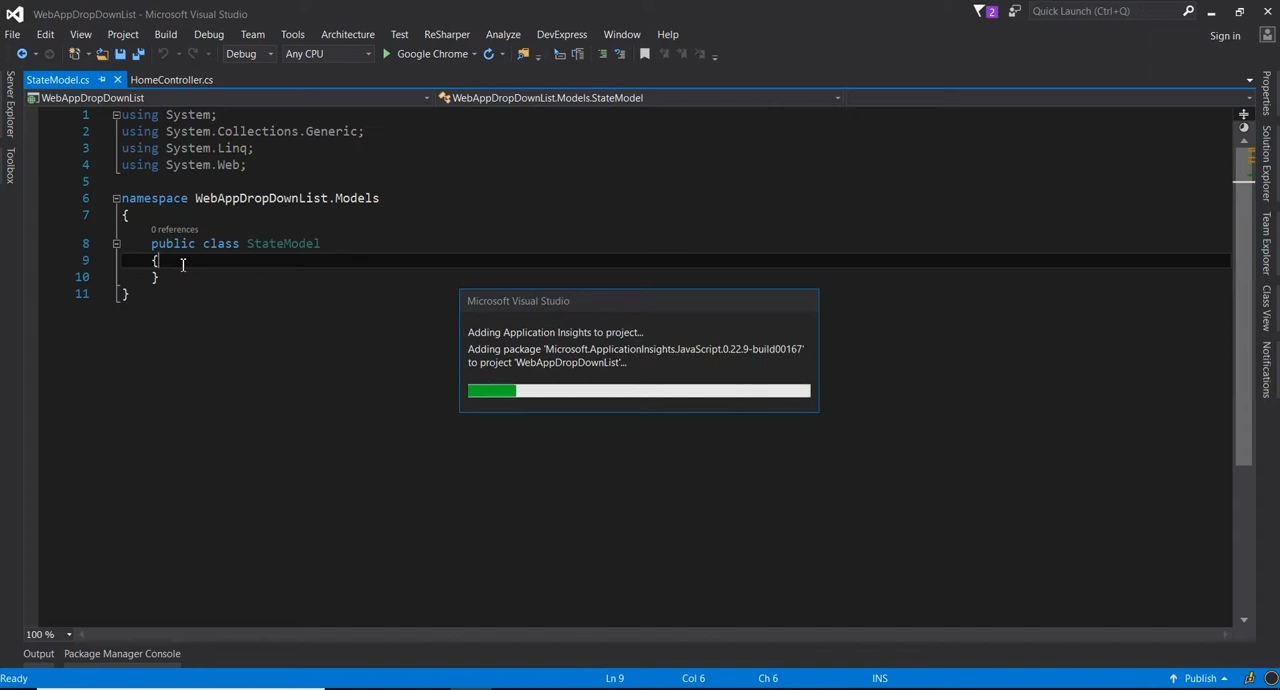 WebAppDropDownList - Microsoft Visual Studio
2
Quick Launch (Ctrl+Q)
File Edit View Project Build Debug Team Tools Architecture Test ReSharper Analyze DevExpress Window Help
Sign in
Debug Any CPU Google Chrome
StateModel.cs HomeController.cs
WebAppDropDownList WebAppDropDownList.Models.StateModel
1 using System;
2 using System.Collections.Generic;
3 using System.Linq;
4 using System.Web;
5
6 namespace WebAppDropDownList.Models
7 {
0 references
8 public class StateModel
9 {
10 }
11 }
Microsoft Visual Studio
Adding Application Insights to project...
Adding package 'Microsoft.ApplicationInsights.JavaScript.0.22.9-build00167'
to project 'WebAppDropDownList'...
Server Explorer
Toolbox
Properties
Solution Explorer
Team Explorer
Class View
Notifications
100 %
Output Package Manager Console
Ready Ln 9 Col 6 Ch 6 INS Publish